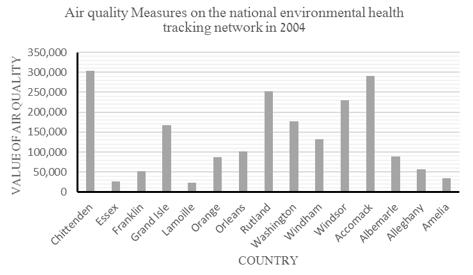 Air quality Measures on the national environmental health
tracking network in 2004
VALUE OF AIR QUALITY
350,000
300,000
250,000
200,000
150,000
100,000
50,000
0
Chittenden
Essex
Franklin
Grand Isle
Lamoille
Orange
Orleans
Rutland
Washington
Windham
Windsor
Accomack
Albemarle
Alleghany
Amelia
COUNTRY